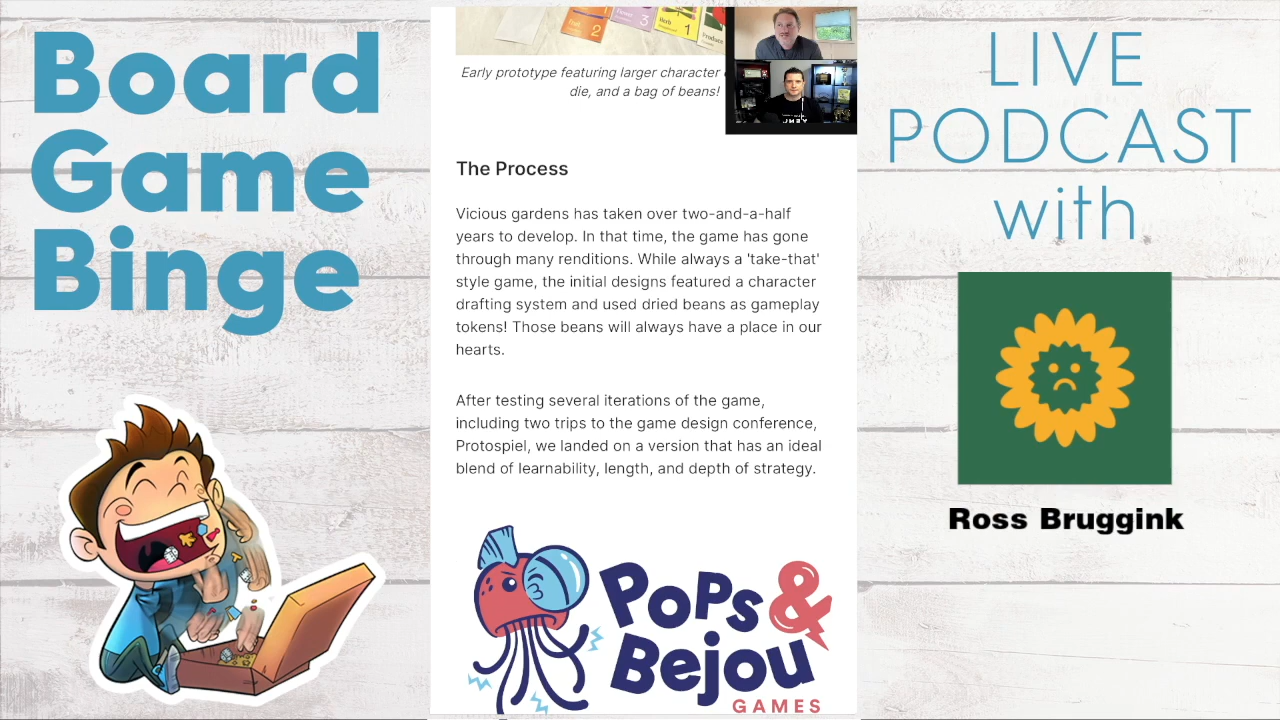 Board
Game
Binge
2
3
1
Produce
Early prototype featuring larger character
die, and a bag of beans!
The Process
Vicious gardens has taken over two-and-a-half
years to develop. In that time, the game has gone
through many renditions. While always a 'take-that'
style game, the initial designs featured a character
drafting system and used dried beans as gameplay
tokens! Those beans will always have a place in our
hearts.
After testing several iterations of the game,
including two trips to the game design conference,
Protospiel, we landed on a version that has an ideal
blend of learnability, length, and depth of strategy.
PoPs &
Bejou
GAMES
LIVE
PODCAST
with
Ross Bruggink